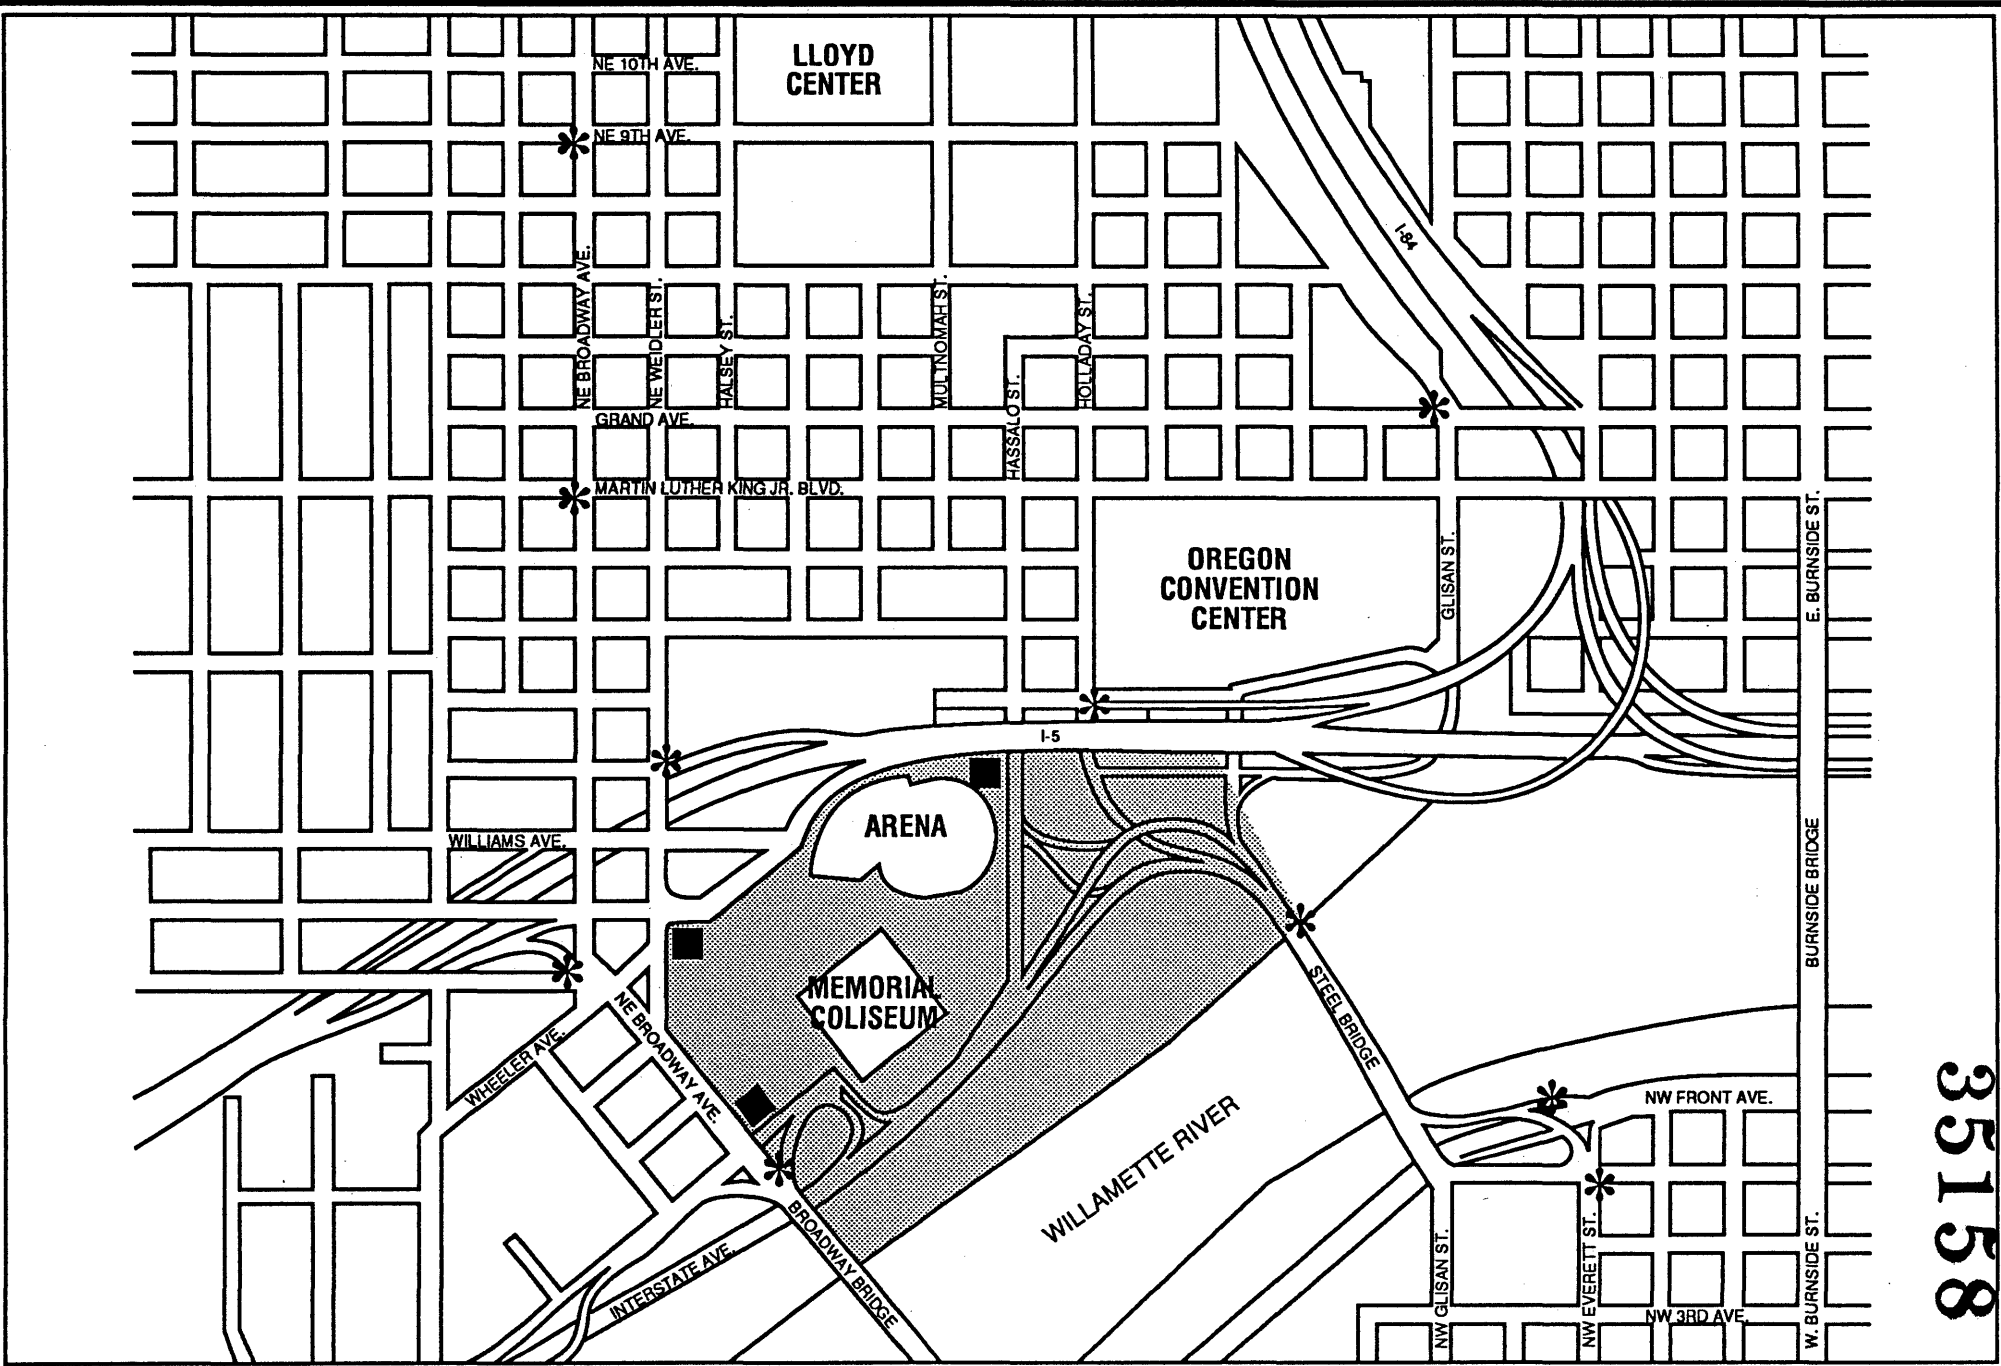 LLOYD
CENTER
NE 10TH AVE.
NE 9TH AVE.
I-84
NE BROADWAY AVE.
NE WEIDLER ST.
HALSEY ST.
MULTNOMAH ST.
HASSALO ST.
HOLLADAY ST.
GRAND AVE.
MARTIN LUTHER KING JR. BLVD.
OREGON
CONVENTION
CENTER
GLISAN ST.
E. BURNSIDE ST.
I-5
ARENA
WILLIAMS AVE.
BURNSIDE BRIDGE
MEMORIAL
COLISEUM
STEEL BRIDGE
NE BROADWAY AVE.
WHEELER AVE.
NW FRONT AVE.
WILLAMETTE RIVER
BROADWAY BRIDGE
INTERSTATE AVE.
NW GLISAN ST.
NW EVERETT ST.
NW 3RD AVE.
W. BURNSIDE ST.
35158